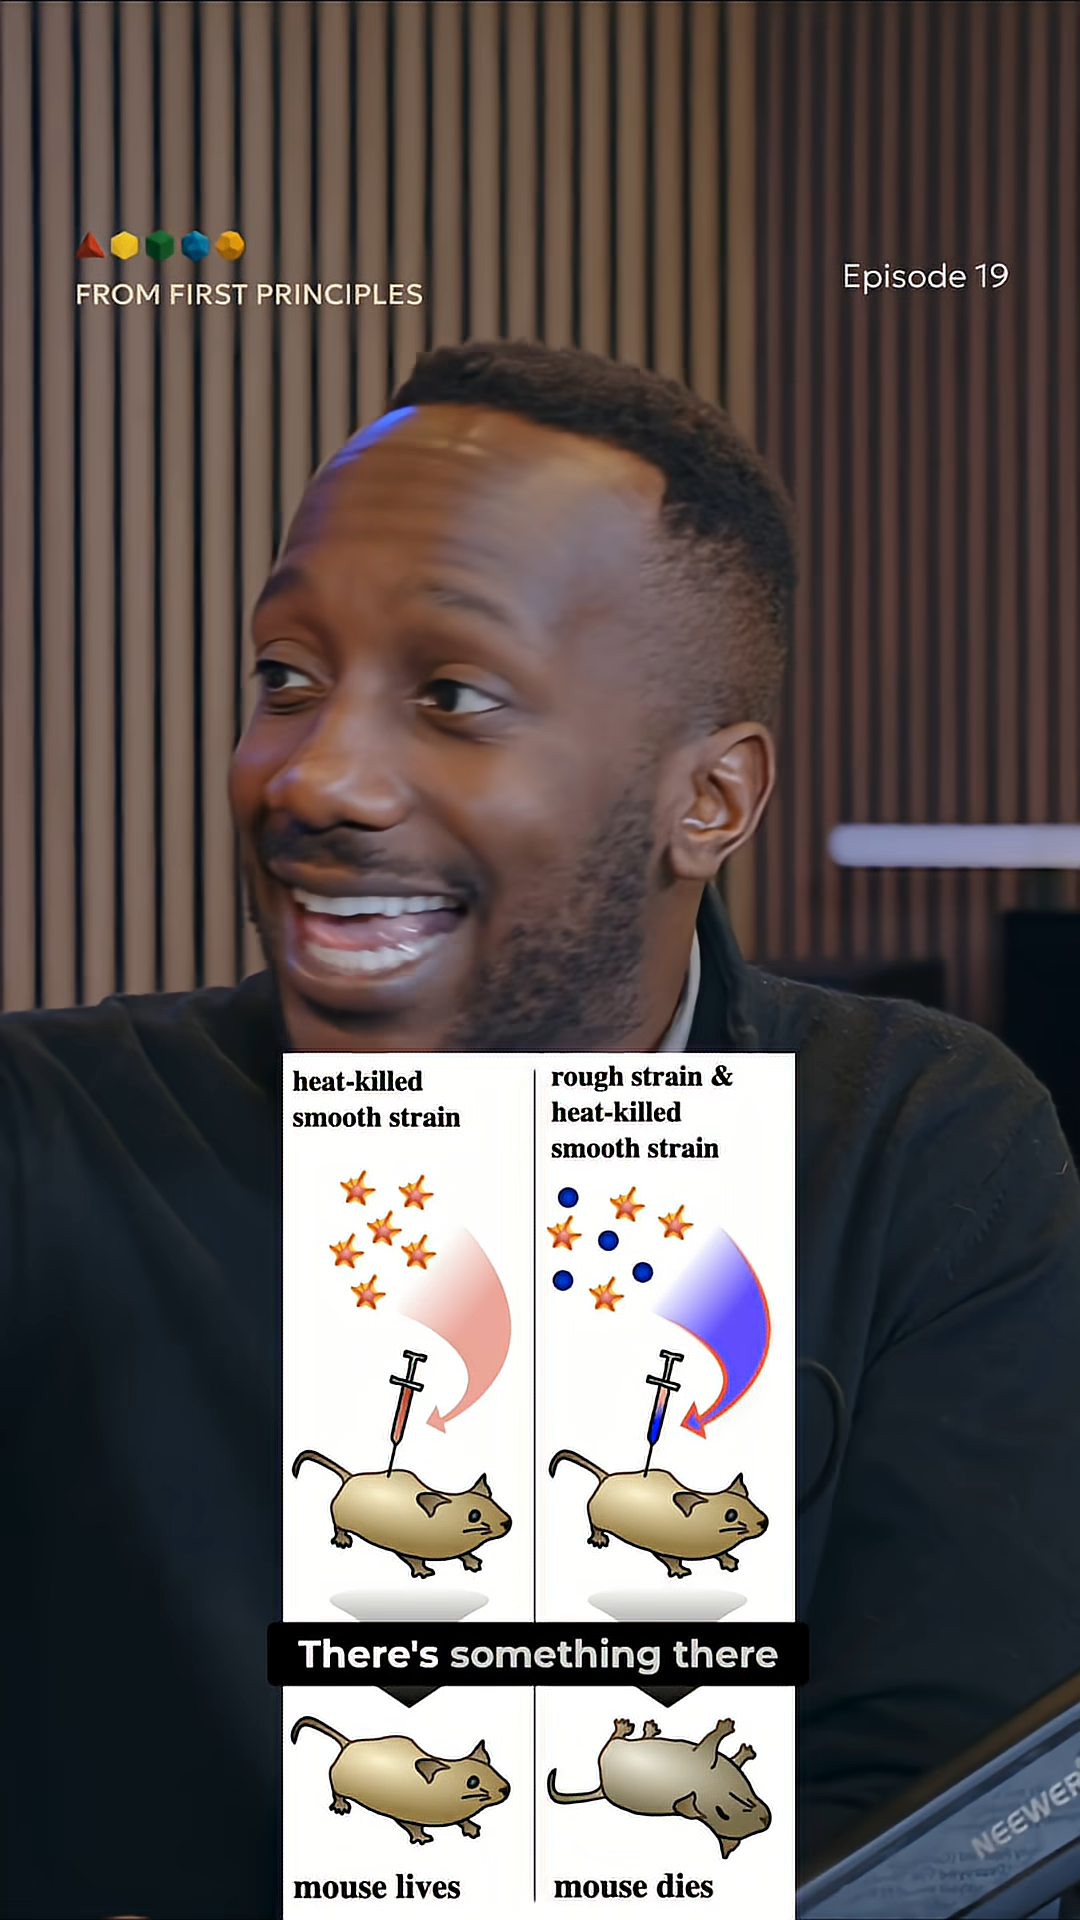 FROM FIRST PRINCIPLES
Episode 19
heat-killed
smooth strain
rough strain &
heat-killed
smooth strain
There's something there
mouse lives
mouse dies
NEEWER